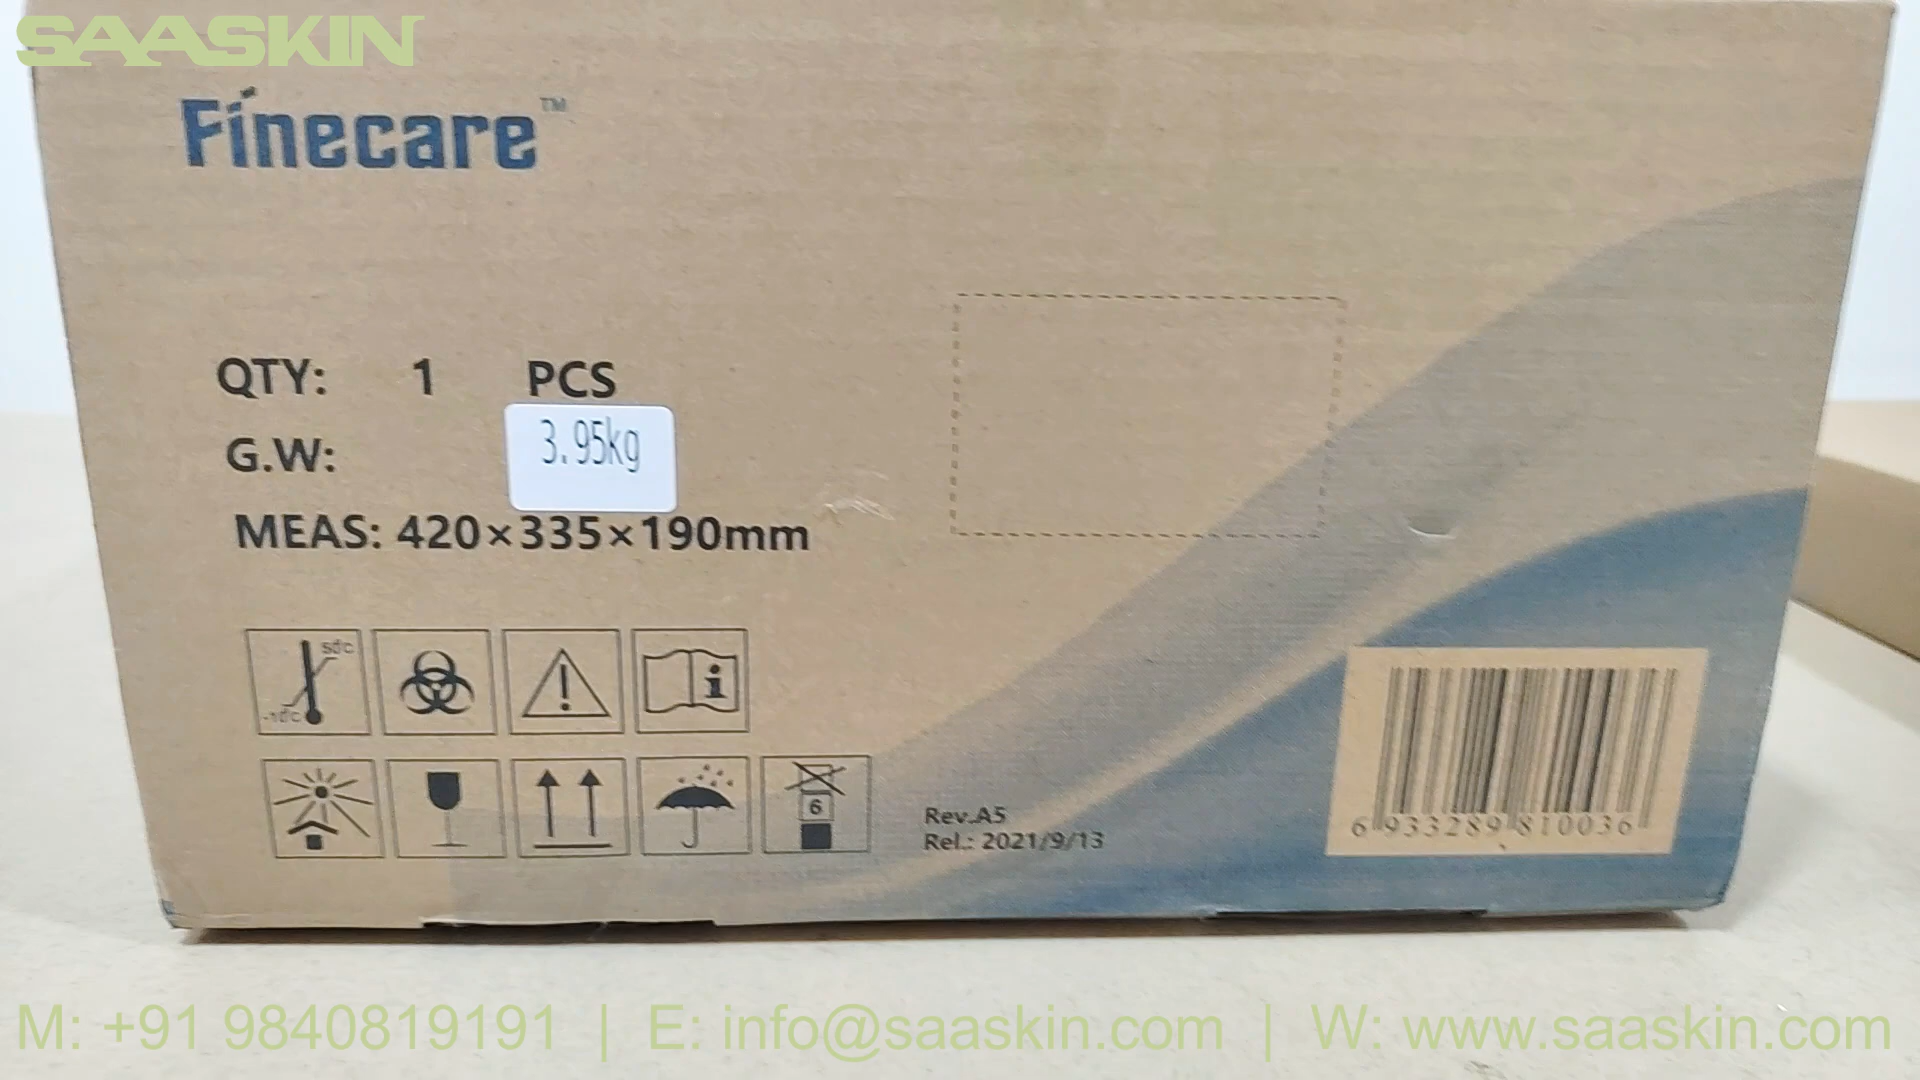 SAASKIN
Finecare™
QTY: 1 PCS
G.W: 3.95kg
MEAS: 420×335×190mm
6
Rev.A5
Rel.: 2021/9/13
6 933289 810036
M: +91 9840819191 | E: info@saaskin.com | W: www.saaskin.com